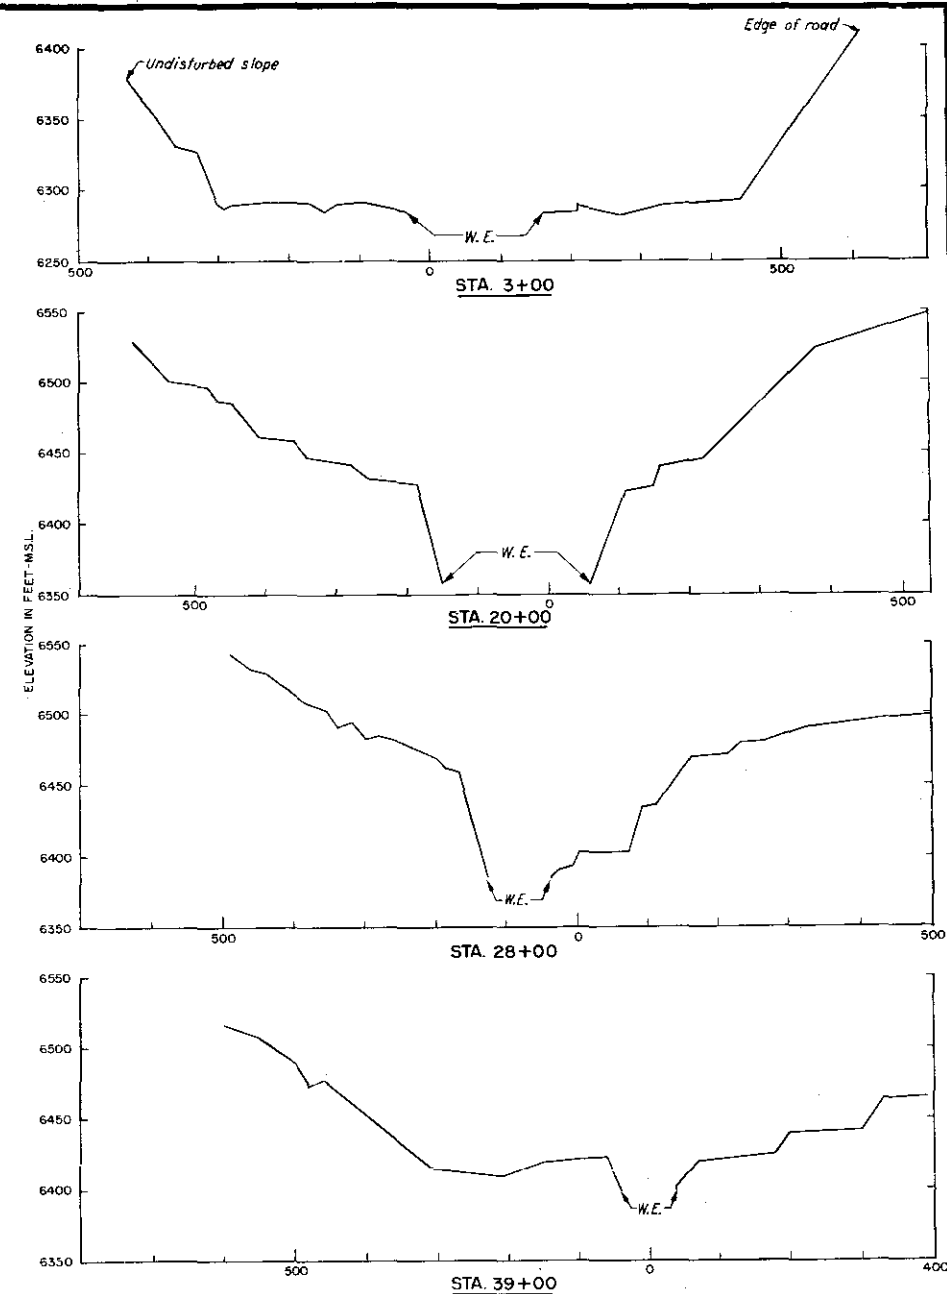 Edge of road
6400
Undisturbed slope
6350
6300
W.E.
6250
500 0 500
STA. 3+00
6550
6500
6450
6400
W.E.
6350
500 0 500
STA. 20+00
ELEVATION IN FEET-M.S.L.
6550
6500
6450
6400
W.E.
6350
500 0 500
STA. 28+00
6550
6500
6450
6400
W.E.
6350
500 0 400
STA. 39+00